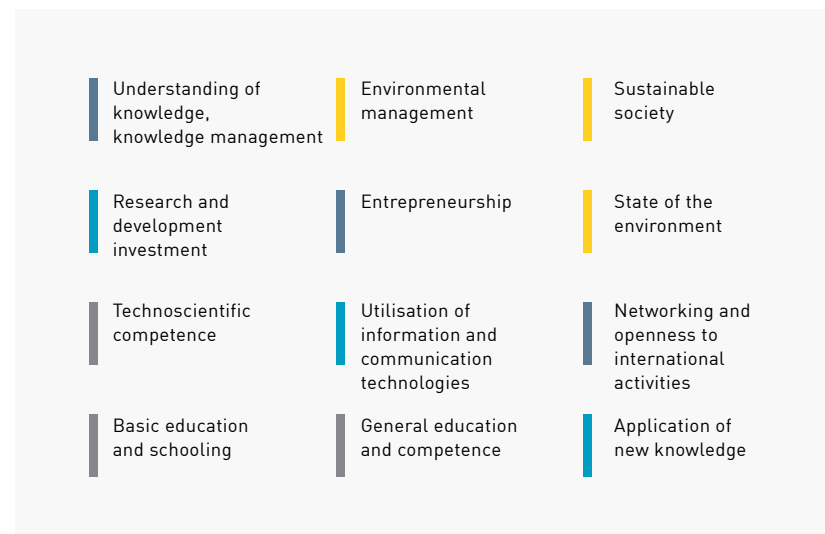 Understanding of
knowledge,
knowledge management
Environmental
management
Sustainable
society
Research and
development
investment
Entrepreneurship
State of the
environment
Technoscientific
competence
Utilisation of
information and
communication
technologies
Networking and
openness to
international
activities
Basic education
and schooling
General education
and competence
Application of
new knowledge